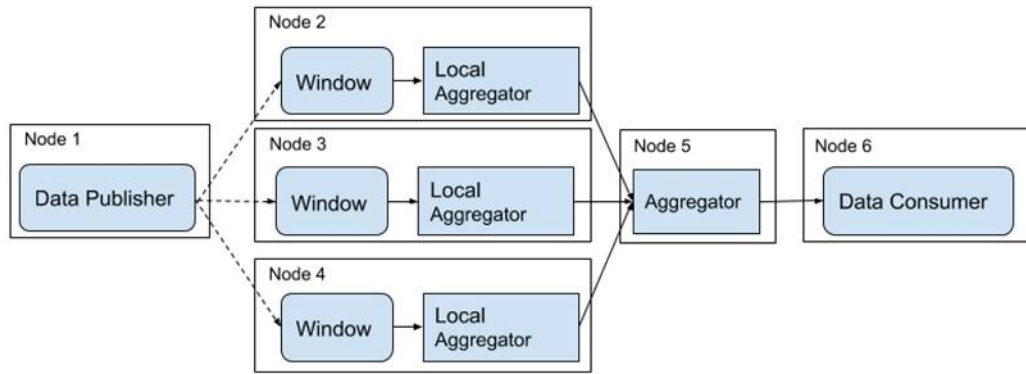 Node 1
Data Publisher
Node 2
Window
Local
Aggregator
Node 3
Window
Local
Aggregator
Node 4
Window
Local
Aggregator
Node 5
Aggregator
Node 6
Data Consumer